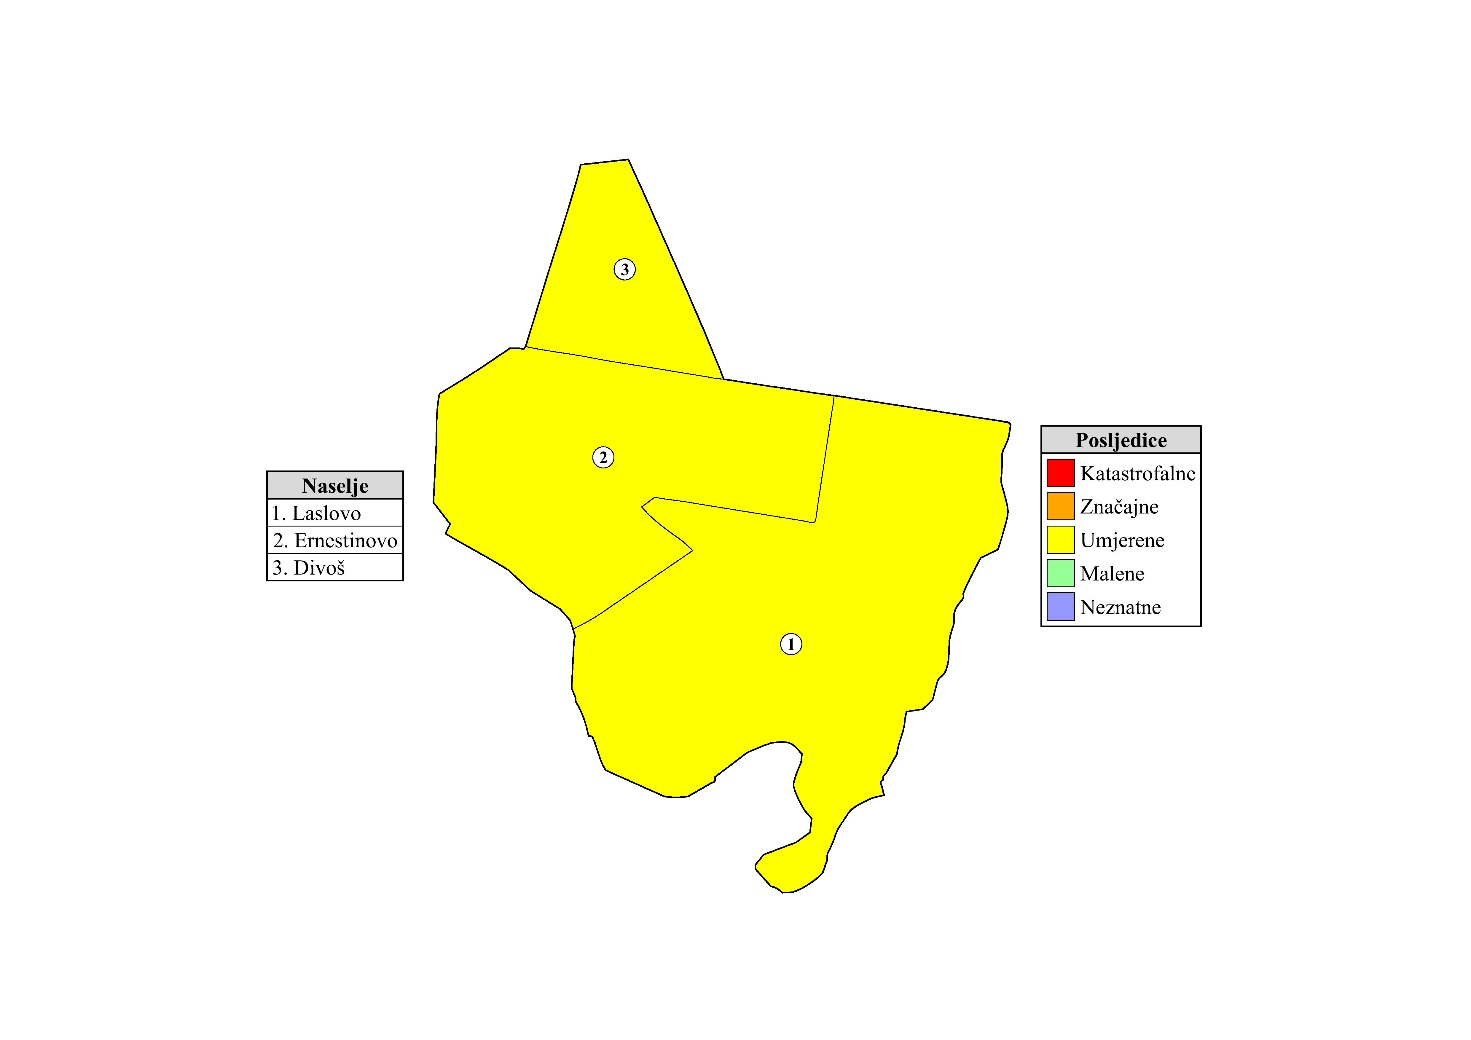 3
2
1
Naselje
1. Laslovo
2. Ernestinovo
3. Divoš
Posljedice
Katastrofalne
Značajne
Umjerene
Malene
Neznatne